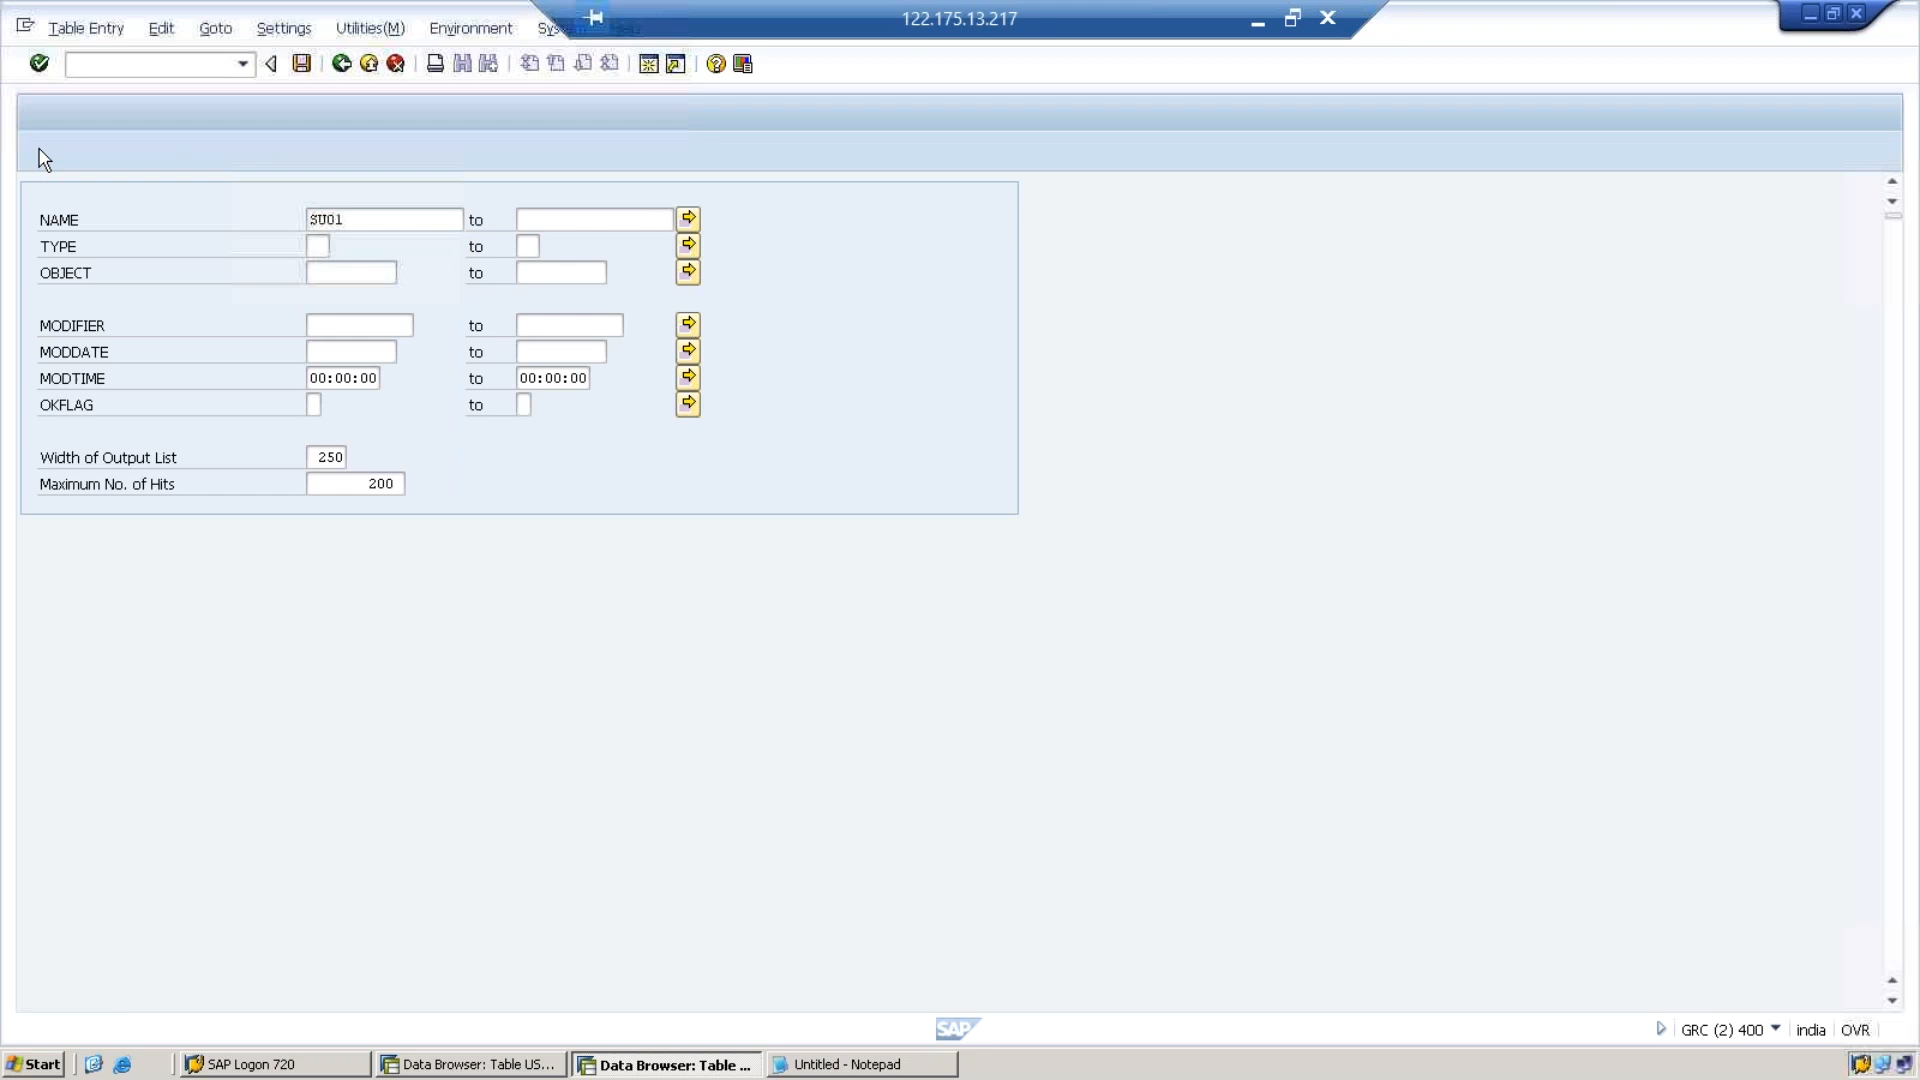 122.175.13.217
Table Entry Edit Goto Settings Utilities(M) Environment
NAME SU01 to
TYPE to
OBJECT to
MODIFIER to
MODDATE to
MODTIME 00:00:00 to 00:00:00
OKFLAG to
Width of Output List 250
Maximum No. of Hits 200
SAP
GRC (2) 400 india OVR
Start SAP Logon 720 Data Browser: Table US... Data Browser: Table ... Untitled - Notepad